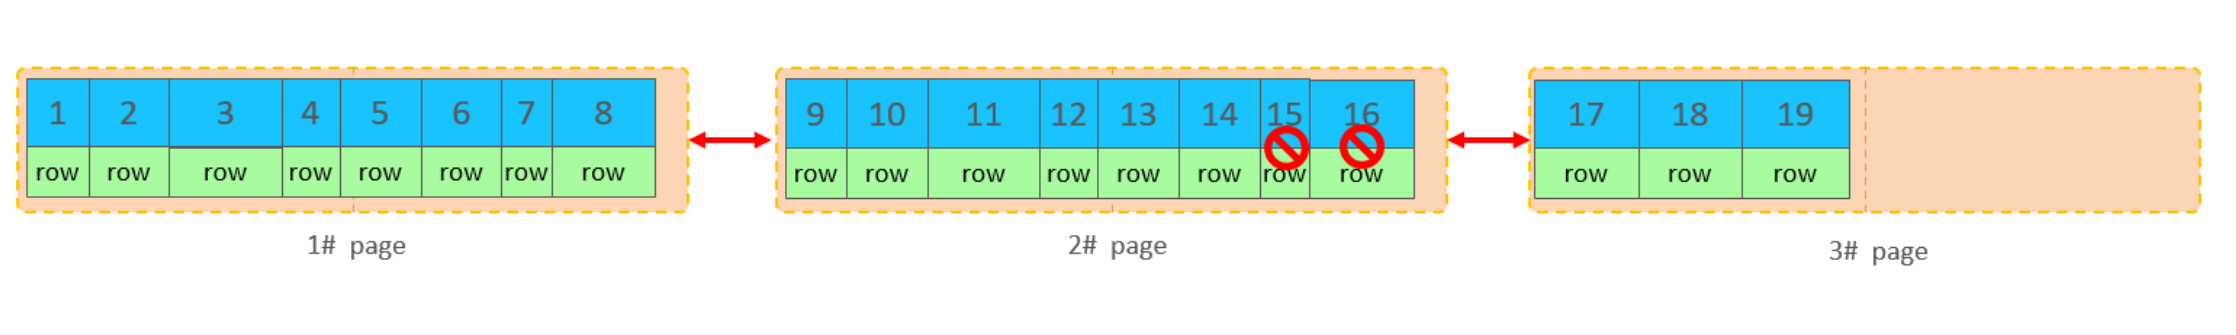 1 2 3 4 5 6 7 8
row row row row row row row row
1# page
9 10 11 12 13 14 15 16
row row row row row row row row
2# page
17 18 19
row row row
3# page